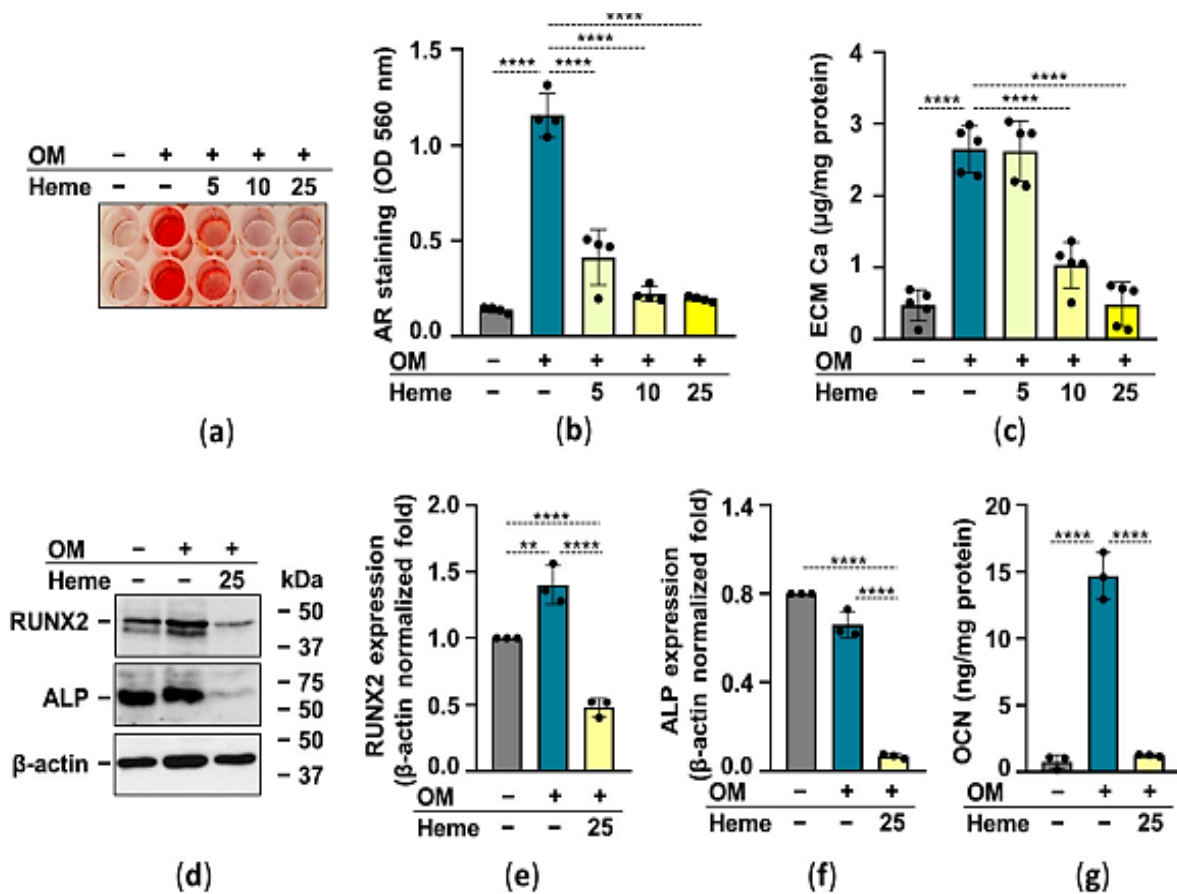 OM – + + + +
Heme – – 5 10 25
(a)
AR staining (OD 560 nm)
1.5
1.0
0.5
0.0
****
****
****
****
OM – + + + +
Heme – – 5 10 25
(b)
ECM Ca (µg/mg protein)
4
3
2
1
0
****
****
****
OM – + + + +
Heme – – 5 10 25
(c)
OM – + +
Heme – – 25 kDa
RUNX2 – – 50
– 37
ALP – – 75
– 50
β-actin – – 50
– 37
(d)
RUNX2 expression
(β-actin normalized fold)
2.0
1.5
1.0
0.5
0.0
****
** ****
OM – + +
Heme – – 25
(e)
ALP expression
(β-actin normalized fold)
1.4
0.8
0.4
0.0
****
****
OM – + +
Heme – – 25
(f)
OCN (ng/mg protein)
20
15
10
5
0
**** ****
OM – + +
Heme – – 25
(g)